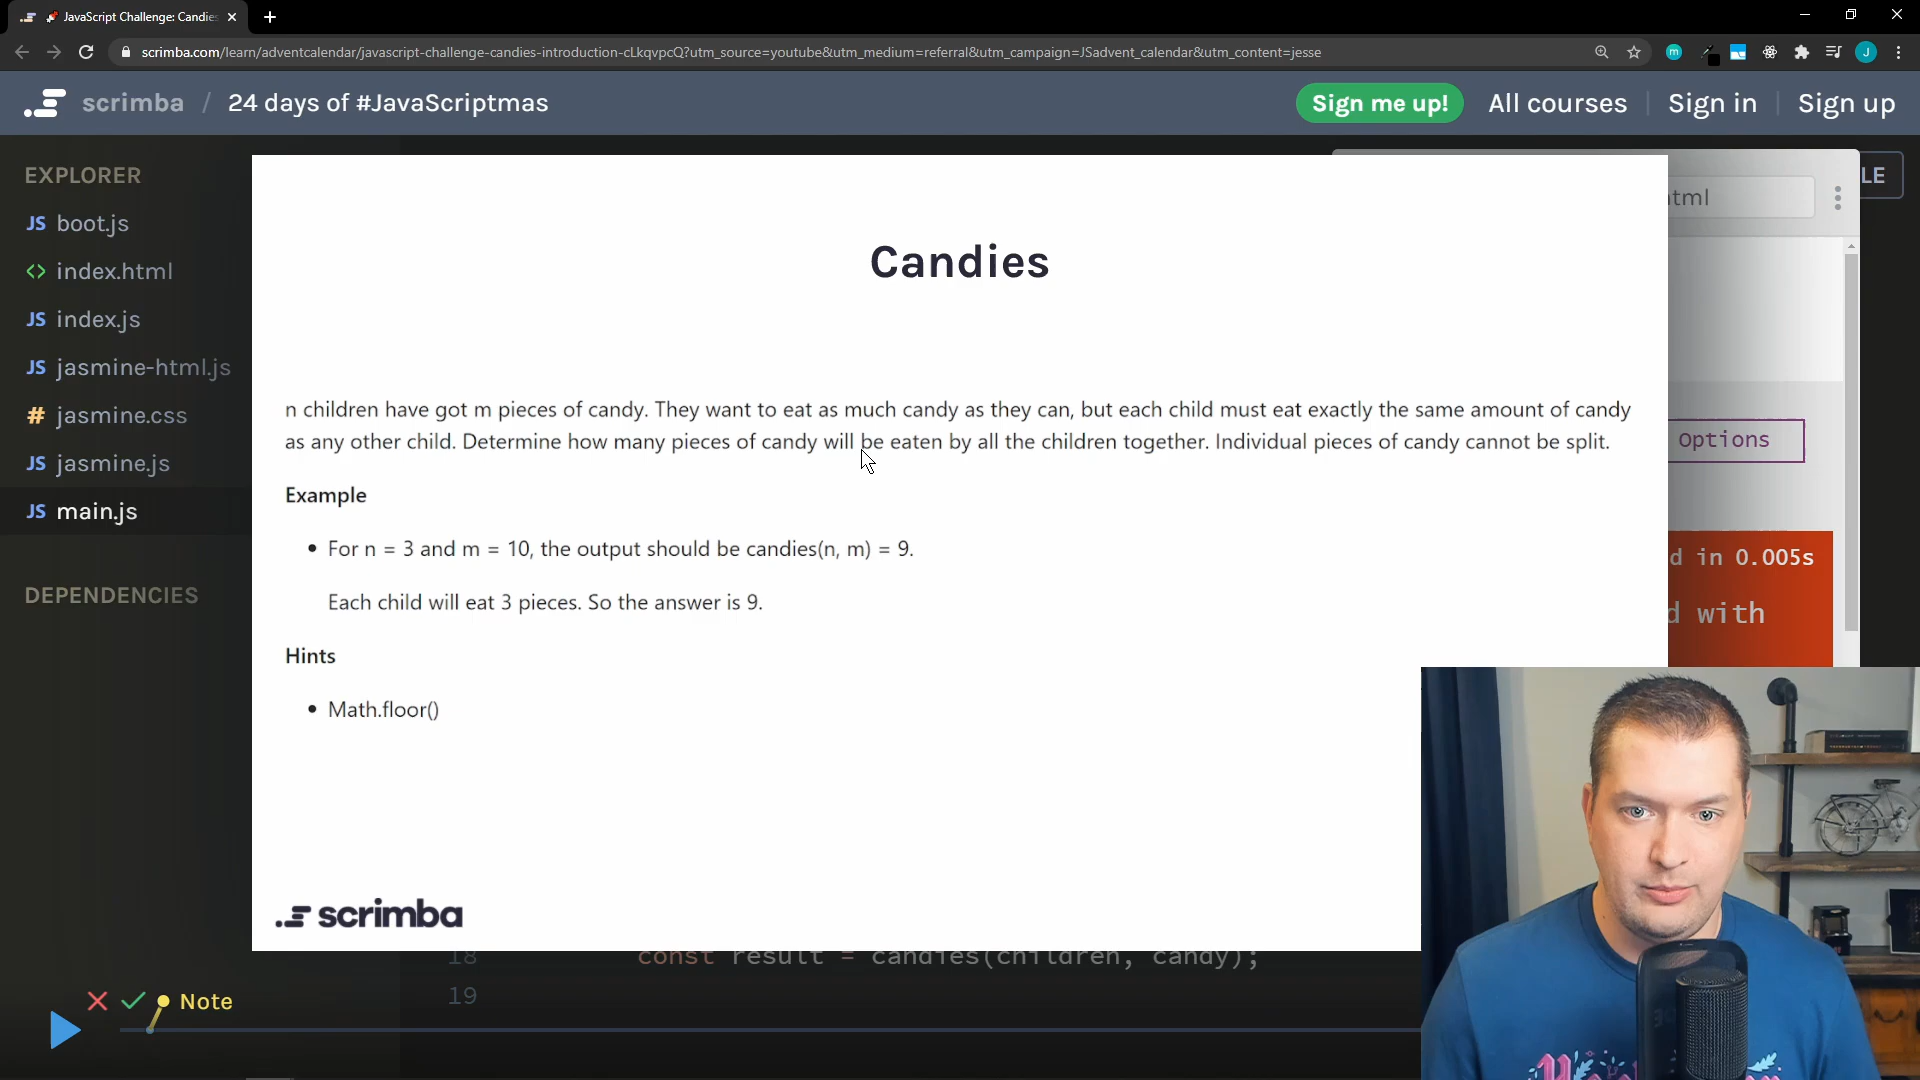 JavaScript Challenge: Candies
scrimba.com/learn/adventcalendar/javascript-challenge-candies-introduction-cLkqvpcQ?utm_source=youtube&utm_medium=referral&utm_campaign=JSadvent_calendar&utm_content=jesse
m
J
scrimba / 24 days of #JavaScriptmas
Sign me up! All courses Sign in Sign up
EXPLORER
JS boot.js
<> index.html
JS index.js
JS jasmine-html.js
# jasmine.css
JS jasmine.js
JS main.js
DEPENDENCIES
LE
html
Candies
n children have got m pieces of candy. They want to eat as much candy as they can, but each child must eat exactly the same amount of candy
as any other child. Determine how many pieces of candy will be eaten by all the children together. Individual pieces of candy cannot be split.
Options
Example
• For n = 3 and m = 10, the output should be candies(n, m) = 9.
Each child will eat 3 pieces. So the answer is 9.
d in 0.005s
d with
Hints
• Math.floor()
scrimba
18 const result = candies(children, candy);
19
Note